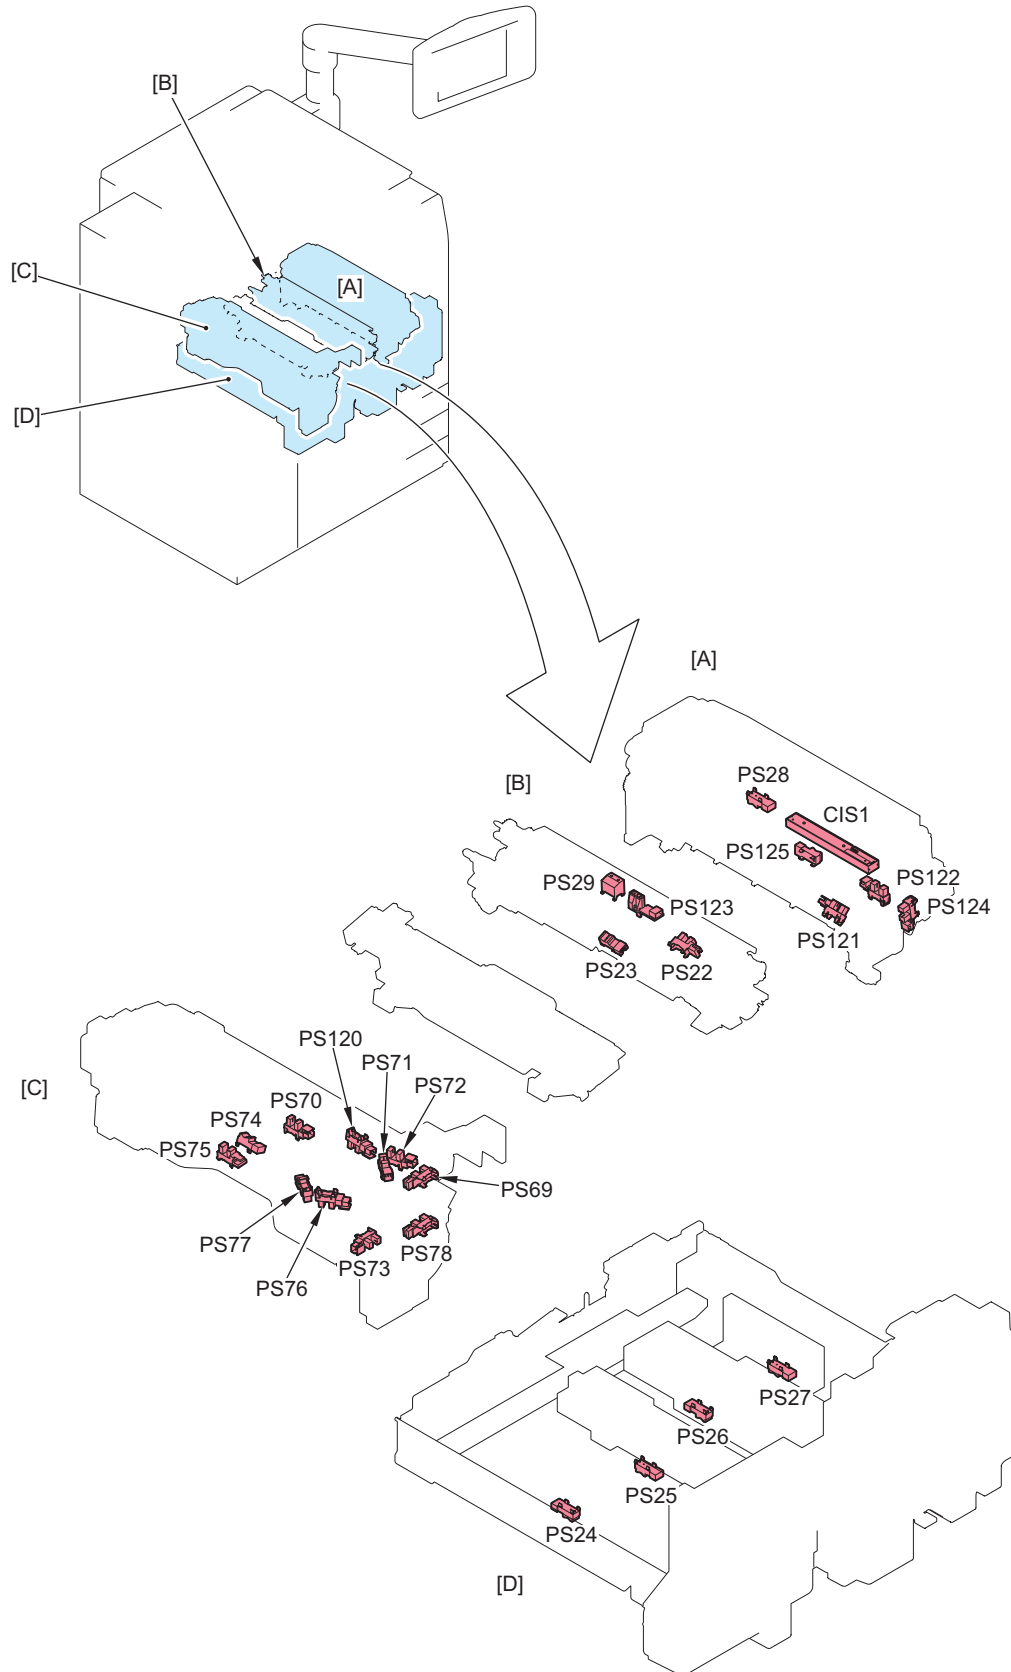 [B]
[C]
[A]
[D]
[A]
[B]
PS28
CIS1
PS125
PS122
PS29
PS123
PS124
PS121
PS23
PS22
PS120
PS71
PS72
[C]
PS70
PS74
PS75
PS69
PS77
PS78
PS76
PS73
PS27
PS26
PS25
PS24
[D]